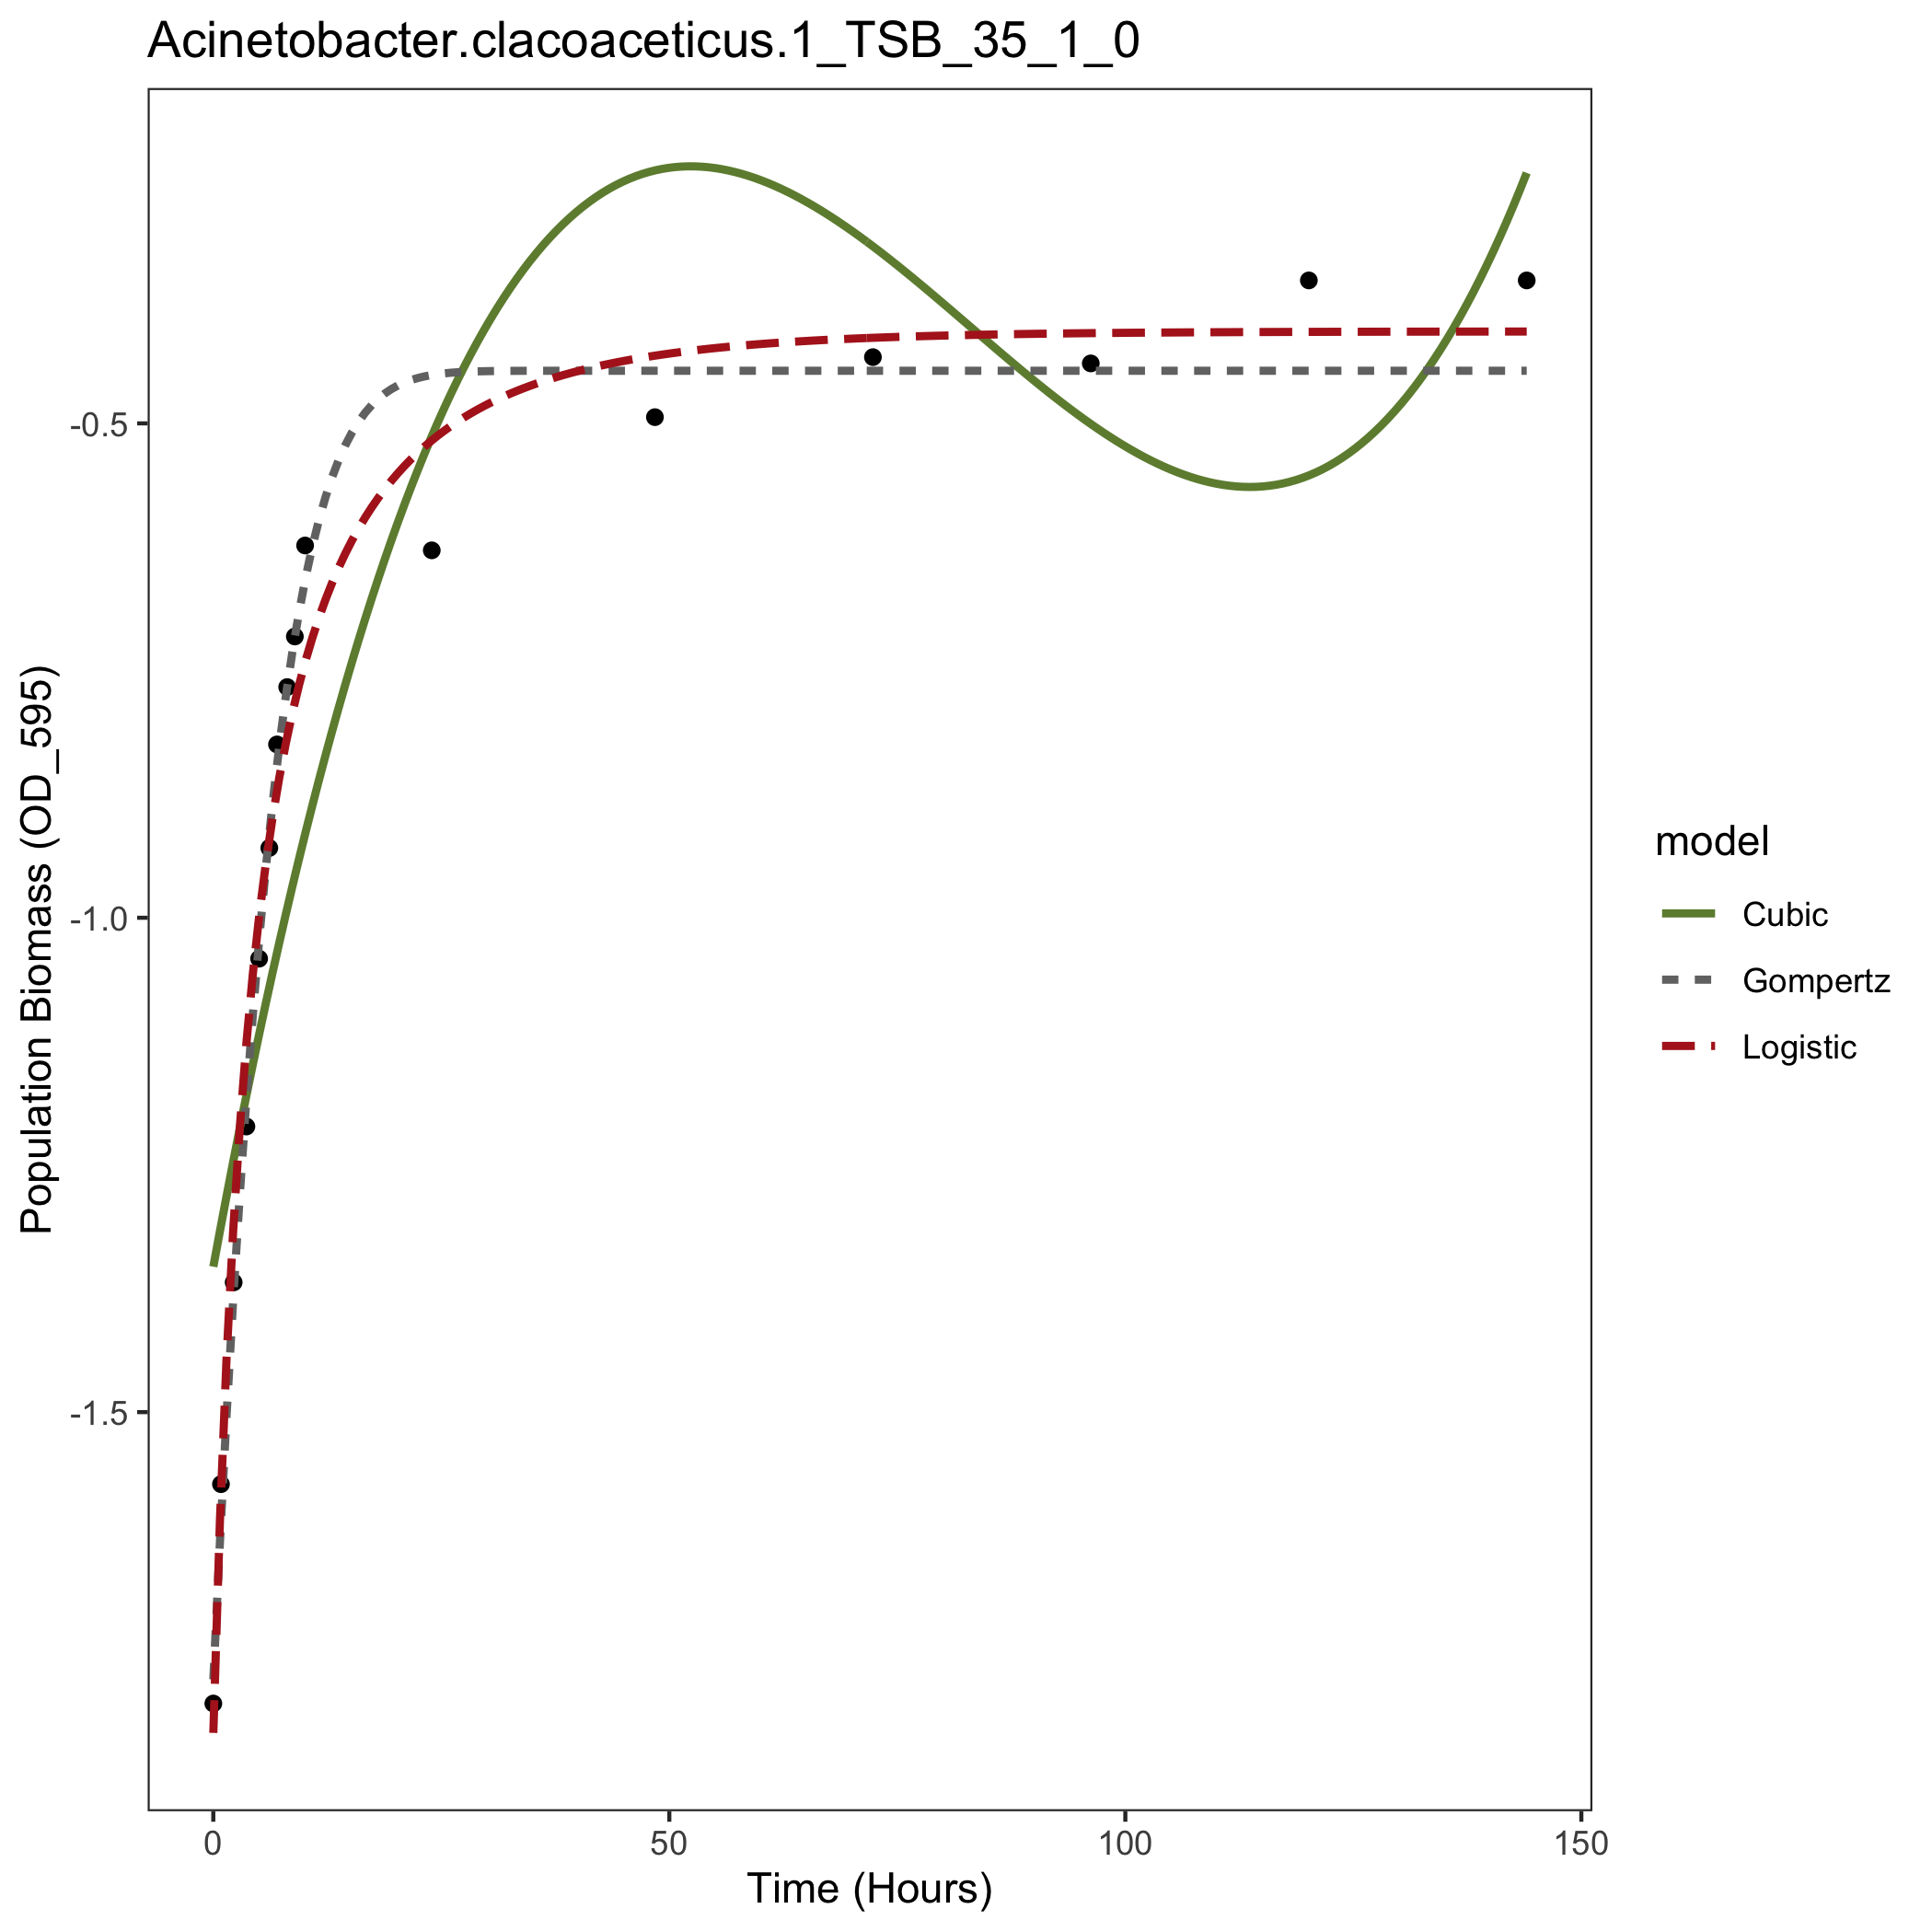 Acinetobacter.clacoaceticus.1_TSB_35_1_0
Population Biomass (OD_595)
-0.5
-1.0
-1.5
0 50 100 150
Time (Hours)
model
Cubic
Gompertz
Logistic